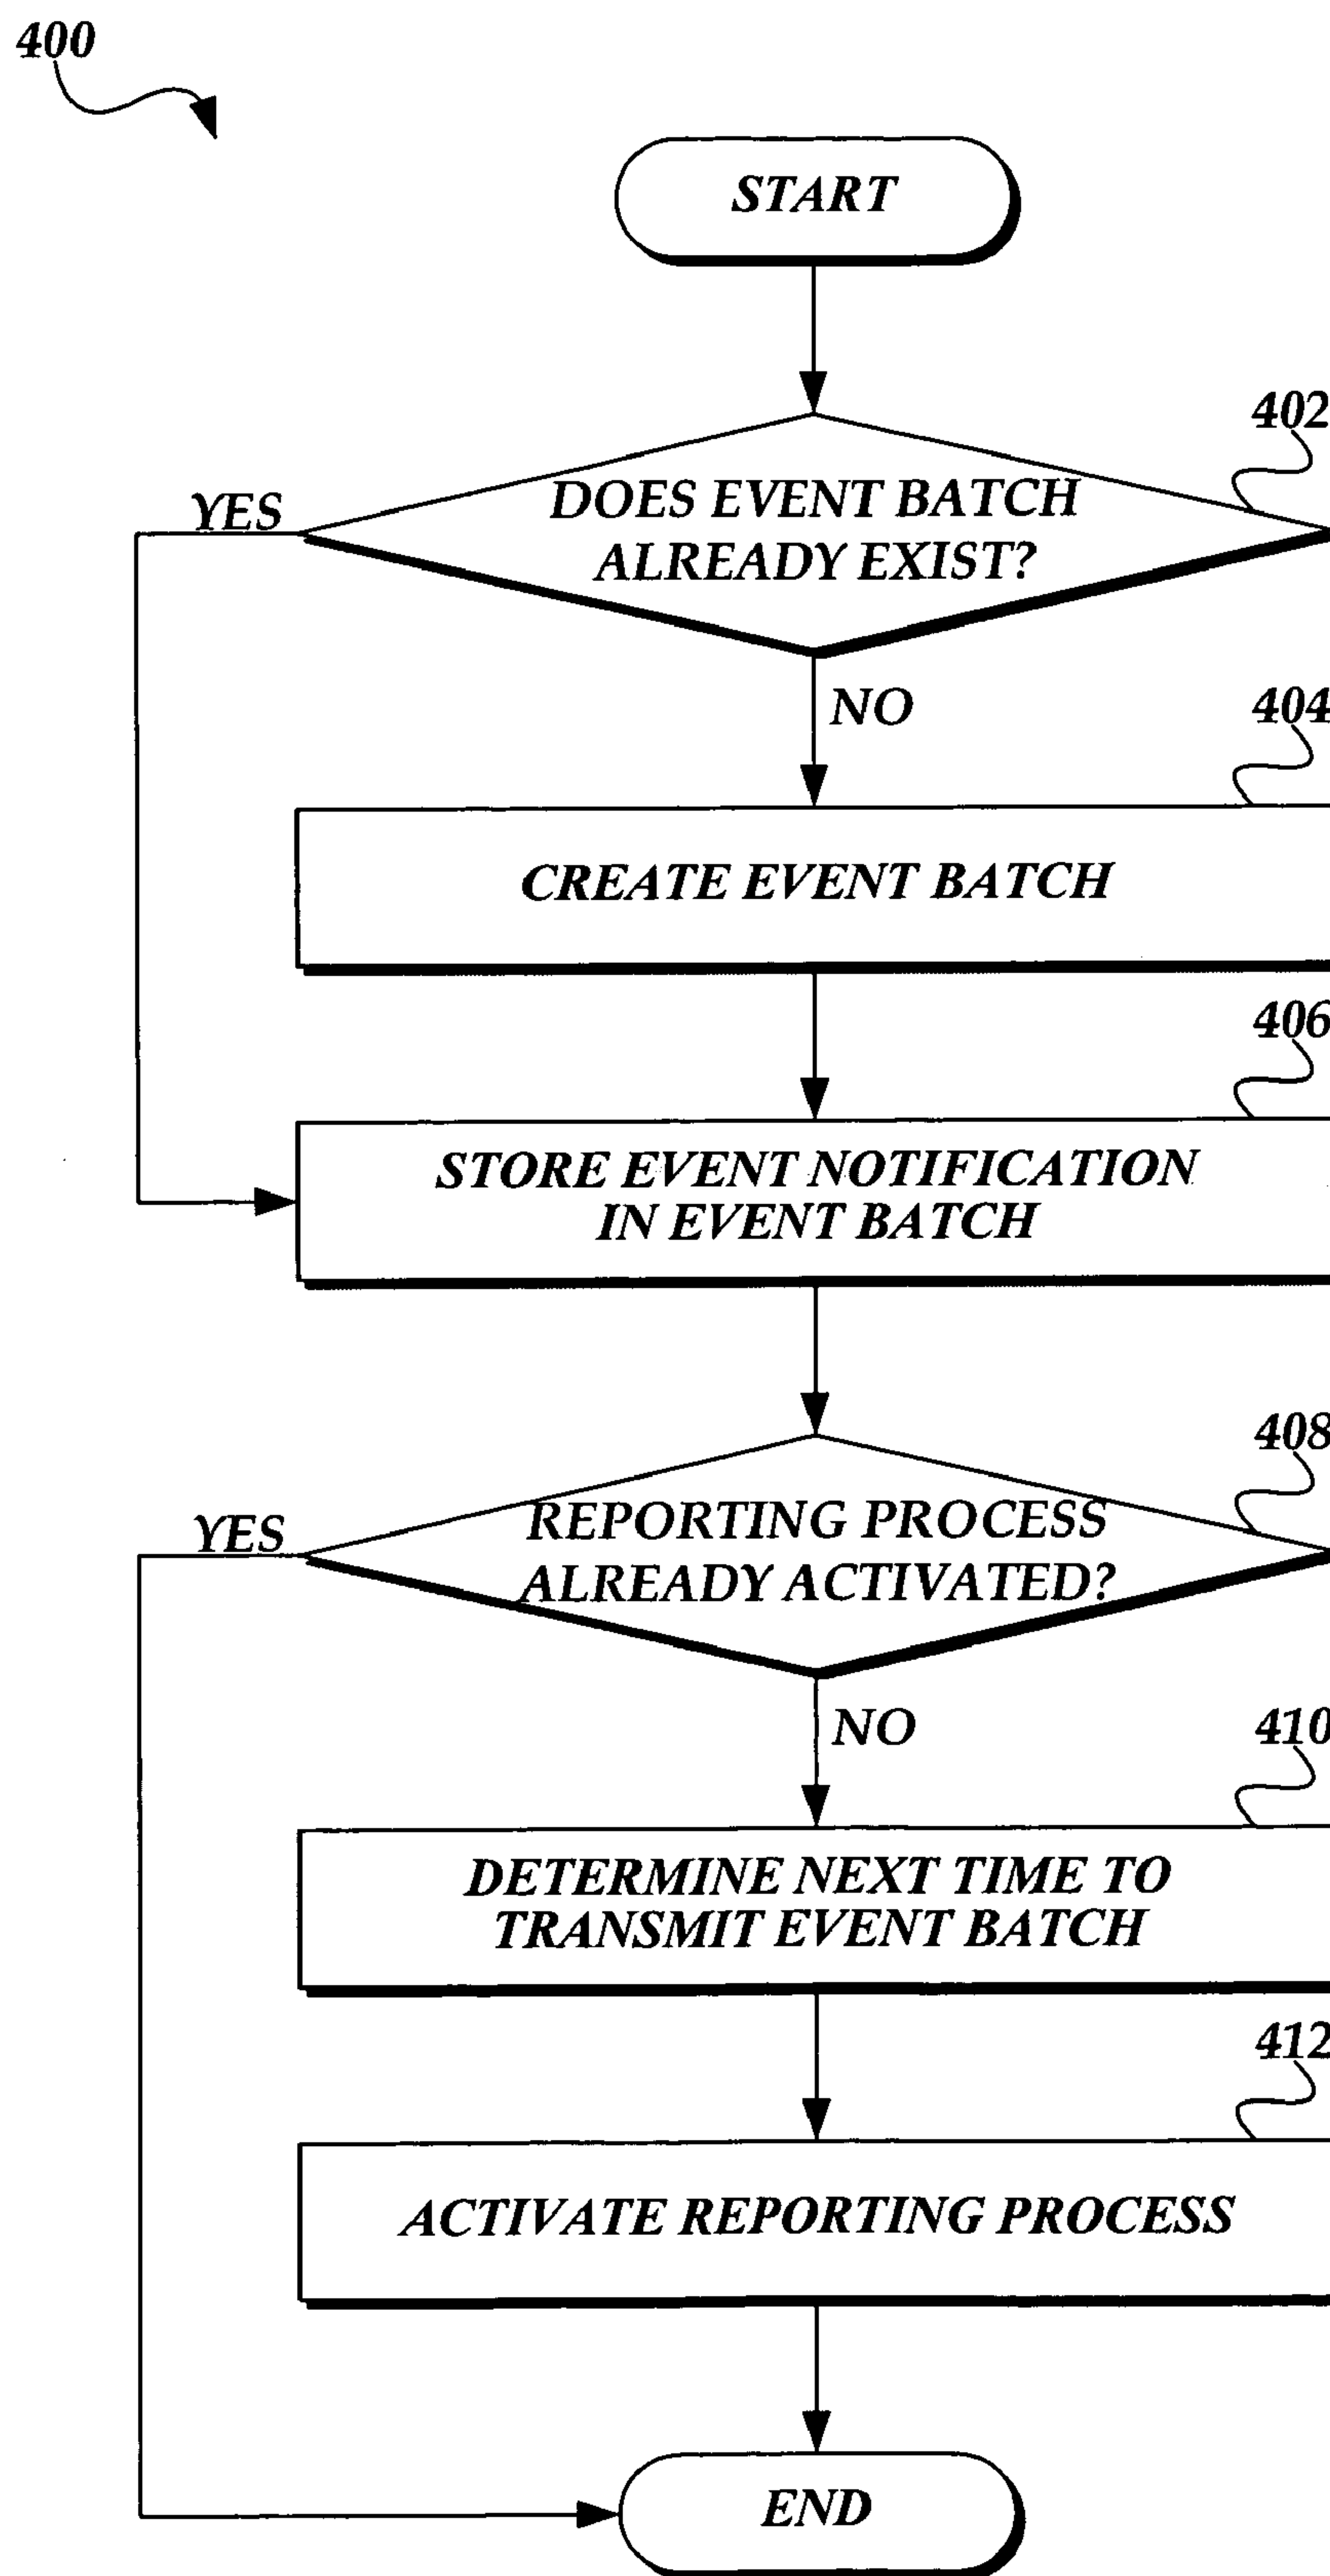 400
START
402
DOES EVENT BATCH
ALREADY EXIST?
YES
NO
404
CREATE EVENT BATCH
406
STORE EVENT NOTIFICATION
IN EVENT BATCH
408
REPORTING PROCESS
ALREADY ACTIVATED?
YES
NO
410
DETERMINE NEXT TIME TO
TRANSMIT EVENT BATCH
412
ACTIVATE REPORTING PROCESS
END